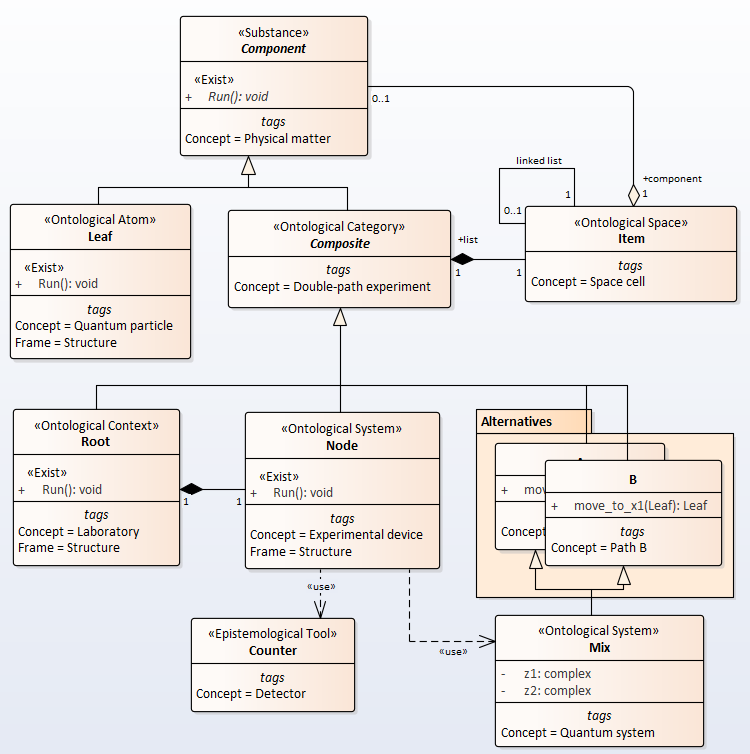 «Substance»
Component
«Exist»
+ Run(): void
tags
Concept = Physical matter
0..1
linked list
1
0..1
+component
1
«Ontological Atom»
Leaf
«Exist»
+ Run(): void
tags
Concept = Quantum particle
Frame = Structure
«Ontological Category»
Composite
tags
Concept = Double-path experiment
+list
1
1
«Ontological Space»
Item
tags
Concept = Space cell
«Ontological Context»
Root
«Exist»
+ Run(): void
tags
Concept = Laboratory
Frame = Structure
1
1
«Ontological System»
Node
«Exist»
+ Run(): void
tags
Concept = Experimental device
Frame = Structure
Alternatives
+
Concept
B
+ move_to_x1(Leaf): Leaf
tags
Concept = Path B
«use»
«use»
«Epistemological Tool»
Counter
tags
Concept = Detector
«Ontological System»
Mix
- z1: complex
- z2: complex
tags
Concept = Quantum system